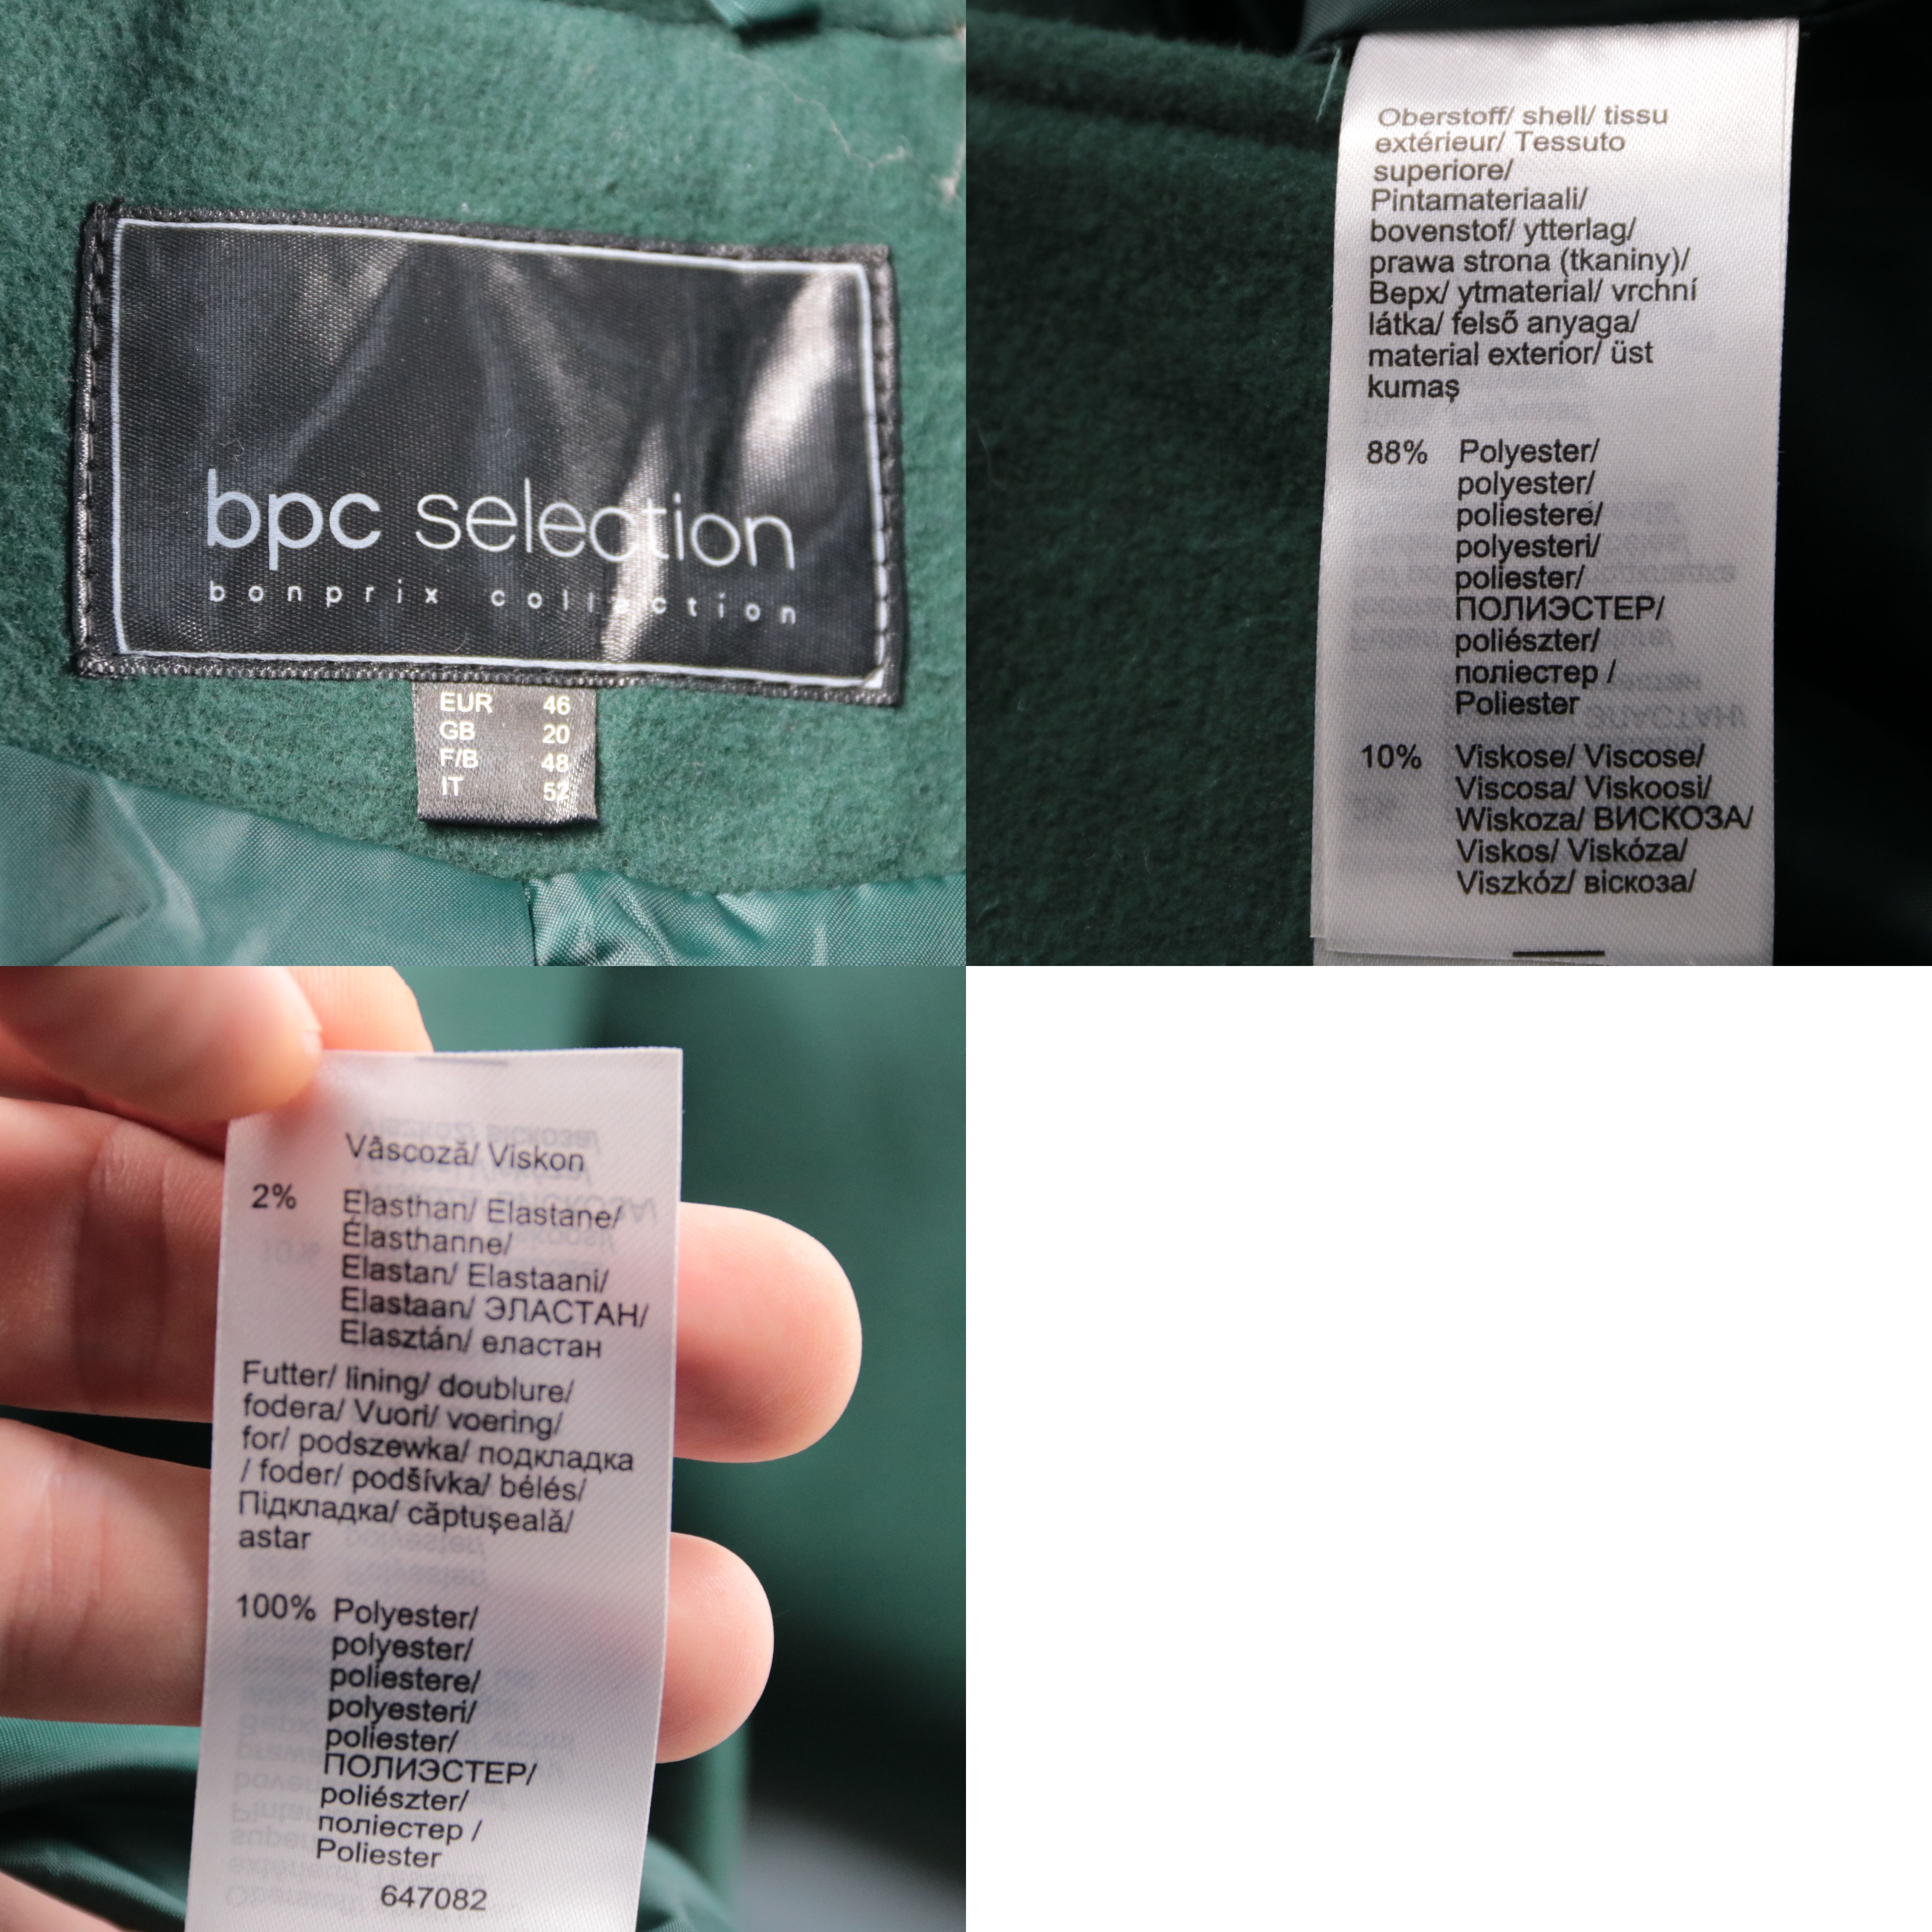 bpc selection
bonprix collection
EUR 46
GB 20
F/B 48
IT 52
Oberstoff/ shell/ tissu
extérieur/ Tessuto
superiore/
Pintamateriaali/
bovenstof/ ytterlag/
prawa strona (tkaniny)/
Верх/ ytmaterial/ vrchní
látka/ felső anyaga/
material exterior/ üst
kumaş
88% Polyester/
polyester/
poliestere/
polyesteri/
poliester/
ПОЛИЭСТЕР/
poliészter/
поліестер /
Poliester
10% Viskose/ Viscose/
Viscosa/ Viskoosi/
Wiskoza/ ВИСКОЗА/
Viskos/ Viskóza/
Viszkóz/ віскоза/
Vâscoză/ Viskon
2% Elasthan/ Elastane/
Élasthanne/
Elastan/ Elastaani/
Elastaan/ ЭЛАСТАН/
Elasztán/ еластан
Futter/ lining/ doublure/
fodera/ Vuori/ voering/
for/ podszewka/ подкладка
/ foder/ podšívka/ bélés/
Підкладка/ căptuşeală/
astar
100% Polyester/
polyester/
poliestere/
polyesteri/
poliester/
ПОЛИЭСТЕР/
poliészter/
поліестер /
Poliester
647082